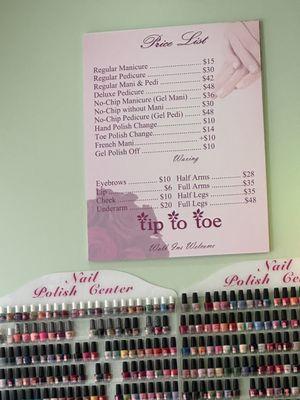 Price List
Regular Manicure ........................ $15
Regular Pedicure ........................ $30
Regular Mani & Pedi ................... $42
Deluxe Pedicure ......................... $48
No-Chip Manicure (Gel Mani) ..... $36
No-Chip without Mani ................. $30
No-Chip Pedicure (Gel Pedi) ....... $48
Hand Polish Change .................... $10
Toe Polish Change ...................... $14
French Mani ............................. +$10
Gel Polish Off ............................ $10
Waxing
Eyebrows ............ $10 Half Arms ............ $28
Lip ...................... $6 Full Arms ............ $35
Cheek ................. $10 Half Legs ............ $35
Underarm ........... $20 Full Legs ............ $48
tip to toe
Walk Ins Welcome
Nail
Polish Center
Nail
Polish Center